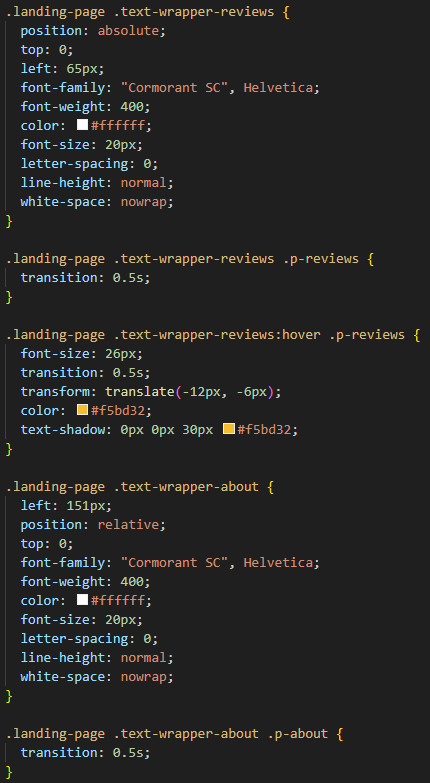 .landing-page .text-wrapper-reviews {
  position: absolute;
  top: 0;
  left: 65px;
  font-family: "Cormorant SC", Helvetica;
  font-weight: 400;
  color: #ffffff;
  font-size: 20px;
  letter-spacing: 0;
  line-height: normal;
  white-space: nowrap;
}

.landing-page .text-wrapper-reviews .p-reviews {
  transition: 0.5s;
}

.landing-page .text-wrapper-reviews:hover .p-reviews {
  font-size: 26px;
  transition: 0.5s;
  transform: translate(-12px, -6px);
  color: #f5bd32;
  text-shadow: 0px 0px 30px #f5bd32;
}

.landing-page .text-wrapper-about {
  left: 151px;
  position: relative;
  top: 0;
  font-family: "Cormorant SC", Helvetica;
  font-weight: 400;
  color: #ffffff;
  font-size: 20px;
  letter-spacing: 0;
  line-height: normal;
  white-space: nowrap;
}

.landing-page .text-wrapper-about .p-about {
  transition: 0.5s;
}